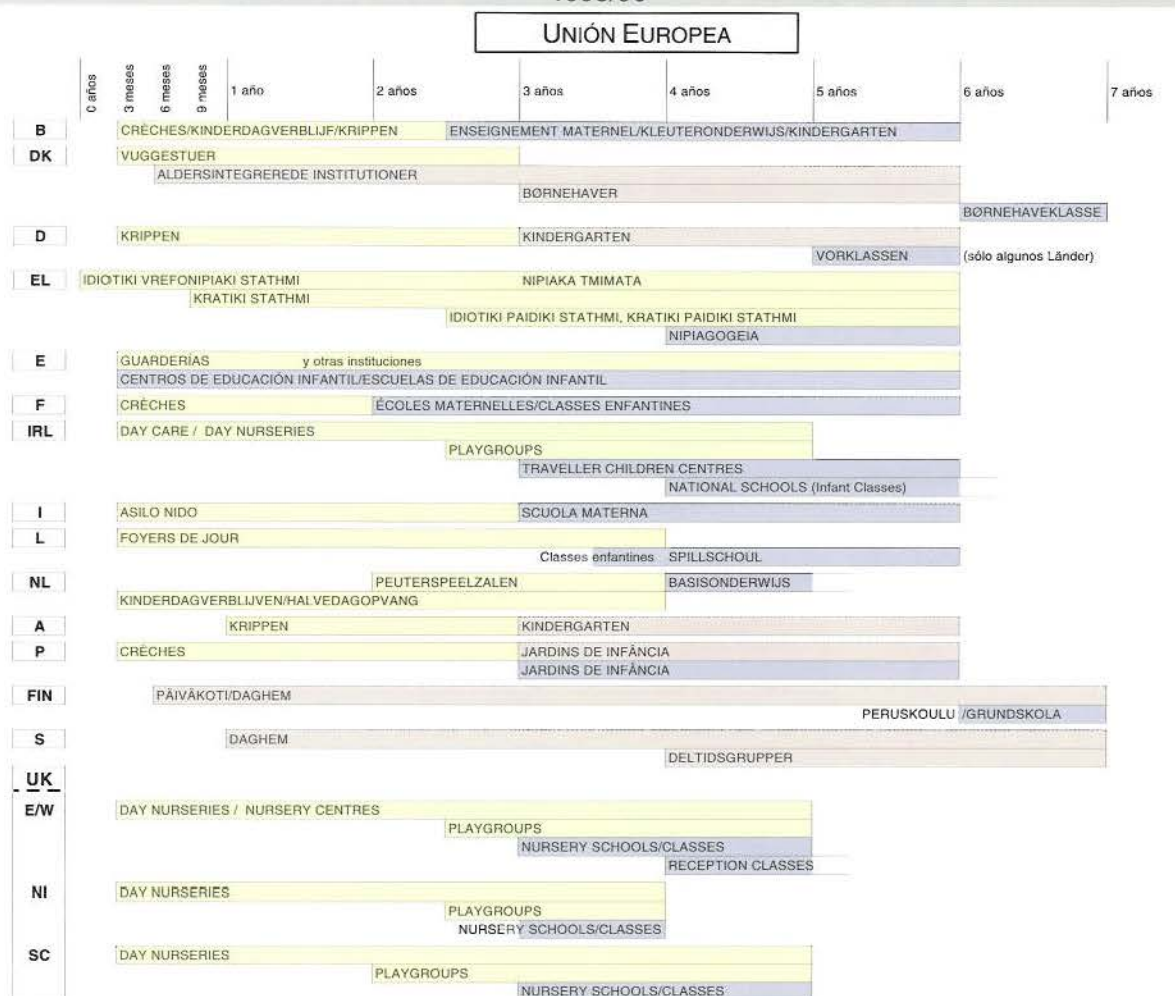 UNIÓN EUROPEA
0 años 3 meses 6 meses 9 meses 1 año 2 años 3 años 4 años 5 años 6 años 7 años
B CRÈCHES/KINDERDAGVERBLIJF/KRIPPEN ENSEIGNEMENT MATERNEL/KLEUTERONDERWIJS/KINDERGARTEN
DK VUGGESTUER
ALDERSINTEGREREDE INSTITUTIONER
BØRNEHAVER
BØRNEHAVEKLASSE
D KRIPPEN KINDERGARTEN
VORKLASSEN (sólo algunos Länder)
EL IDIOTIKI VREFONIPIAKI STATHMI NIPIAKA TMIMATA
KRATIKI STATHMI
IDIOTIKI PAIDIKI STATHMI, KRATIKI PAIDIKI STATHMI
NIPIAGOGEIA
E GUARDERÍAS y otras instituciones
CENTROS DE EDUCACIÓN INFANTIL/ESCUELAS DE EDUCACIÓN INFANTIL
F CRÈCHES ÉCOLES MATERNELLES/CLASSES ENFANTINES
IRL DAY CARE / DAY NURSERIES
PLAYGROUPS
TRAVELLER CHILDREN CENTRES
NATIONAL SCHOOLS (Infant Classes)
I ASILO NIDO SCUOLA MATERNA
L FOYERS DE JOUR
Classes enfantines SPILLSCHOUL
NL PEUTERSPEELZALEN BASISONDERWIJS
KINDERDAGVERBLIJVEN/HALVEDAGOPVANG
A KRIPPEN KINDERGARTEN
P CRÈCHES JARDINS DE INFÂNCIA
JARDINS DE INFÂNCIA
FIN PÄIVÄKOTI/DAGHEM
PERUSKOULU /GRUNDSKOLA
S DAGHEM
DELTIDSGRUPPER
UK
E/W DAY NURSERIES / NURSERY CENTRES
PLAYGROUPS
NURSERY SCHOOLS/CLASSES
RECEPTION CLASSES
NI DAY NURSERIES
PLAYGROUPS
NURSERY SCHOOLS/CLASSES
SC DAY NURSERIES
PLAYGROUPS
NURSERY SCHOOLS/CLASSES